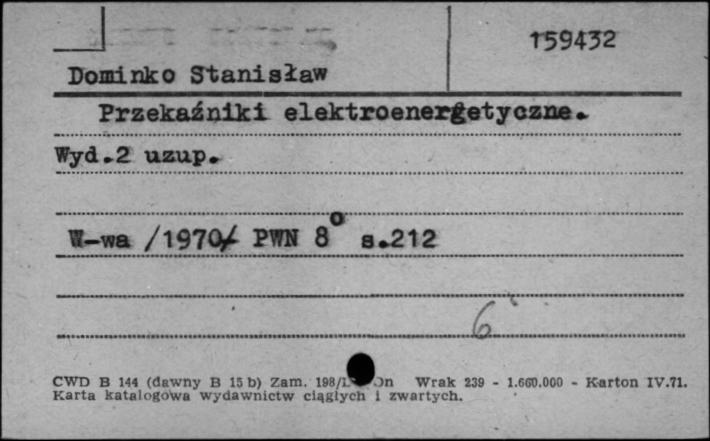 159432
Dominko Stanisław
Przekaźniki elektroenergetyczne.
Wyd.2 uzup.
W-wa /1970/ PWN 8° s.212
6
CWD B 144 (dawny B 15 b) Zam. 198/ Wrak 239 - 1.660.000 - Karton IV.71.
Karta katalogowa wydawnictw ciągłych i zwartych.